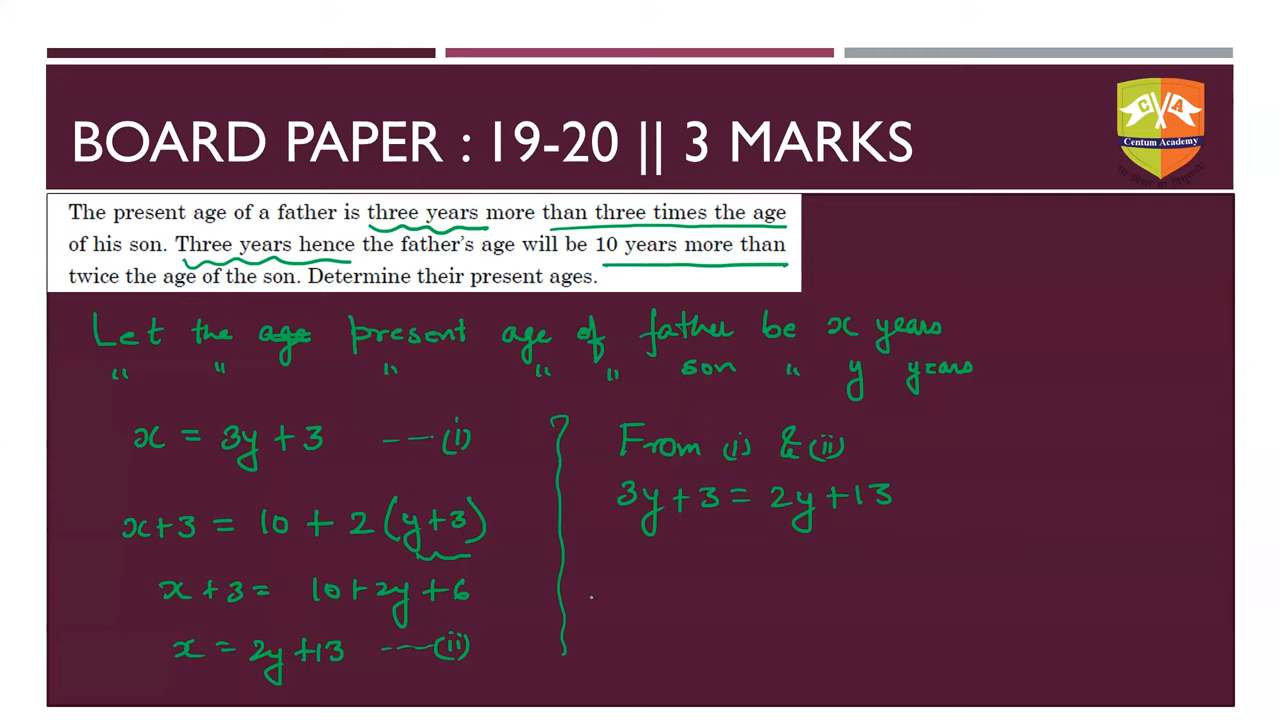 BOARD PAPER : 19-20 || 3 MARKS
C A
Centum Academy
The present age of a father is three years more than three times the age
of his son. Three years hence the father's age will be 10 years more than
twice the age of the son. Determine their present ages.
Let the age present age of father be x years
" " " " " son " y years
x = 3y + 3 ----(i)
x+3 = 10 + 2(y+3)
x+3 = 10+2y+6
x = 2y+13 ----(ii)
From (i) & (ii)
3y+3 = 2y+13